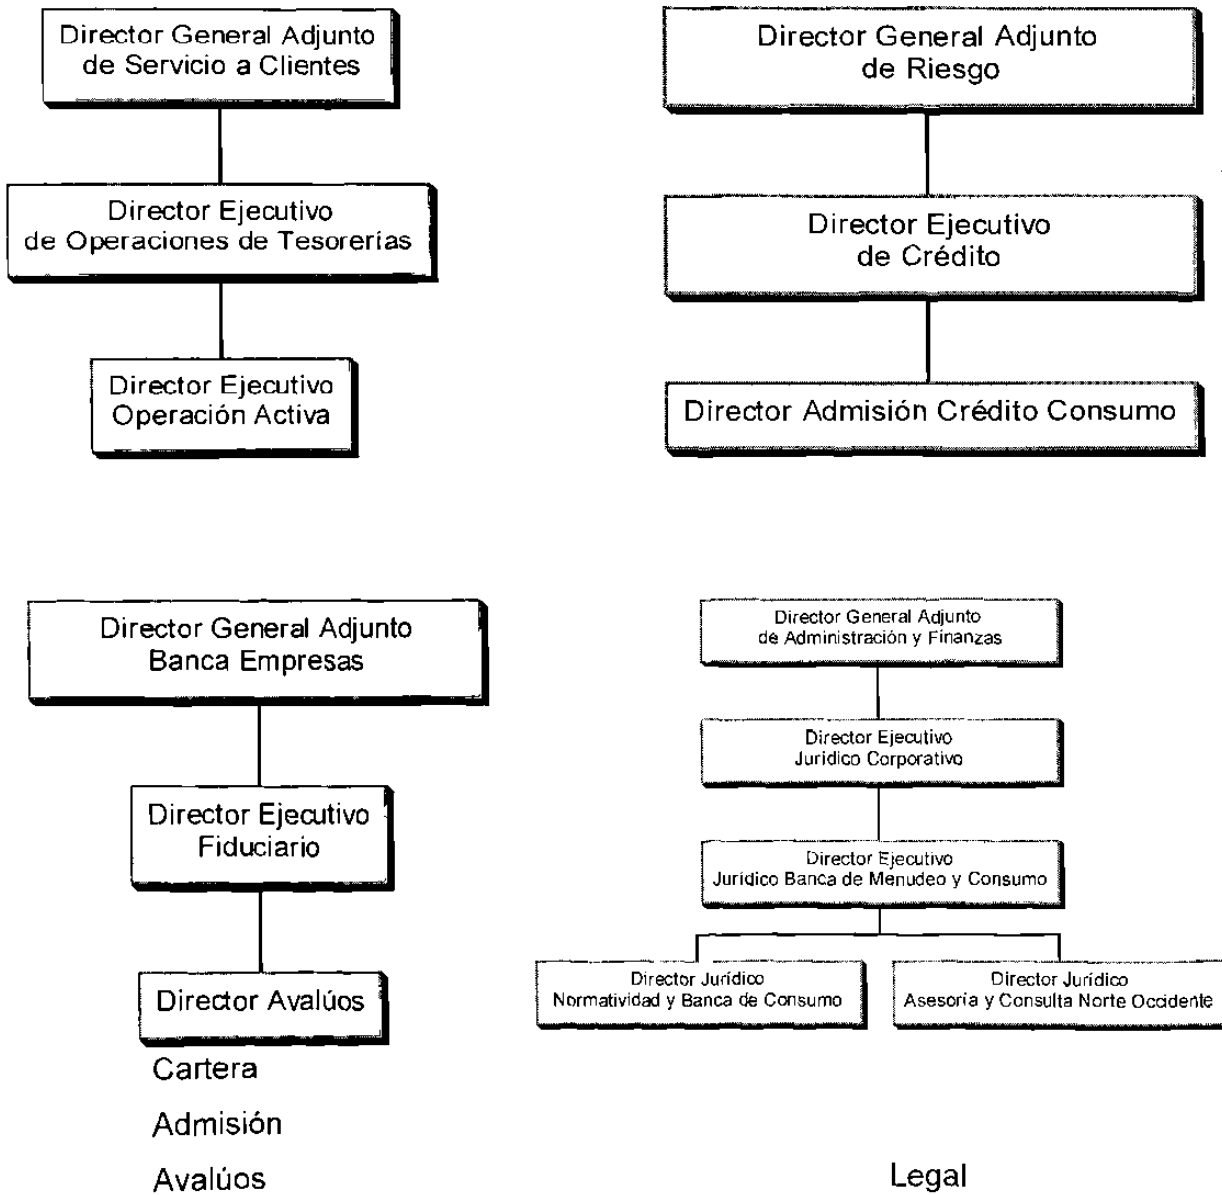 Director General Adjunto
de Servicio a Clientes
Director Ejecutivo
de Operaciones de Tesorerías
Director Ejecutivo
Operación Activa
Director General Adjunto
de Riesgo
Director Ejecutivo
de Crédito
Director Admisión Crédito Consumo
Director General Adjunto
Banca Empresas
Director Ejecutivo
Fiduciario
Director Avalúos
Cartera
Admisión
Avalúos
Director General Adjunto
de Administración y Finanzas
Director Ejecutivo
Jurídico Corporativo
Director Ejecutivo
Jurídico Banca de Menudeo y Consumo
Director Jurídico
Normatividad y Banca de Consumo
Director Jurídico
Asesoría y Consulta Norte Occidente
Legal